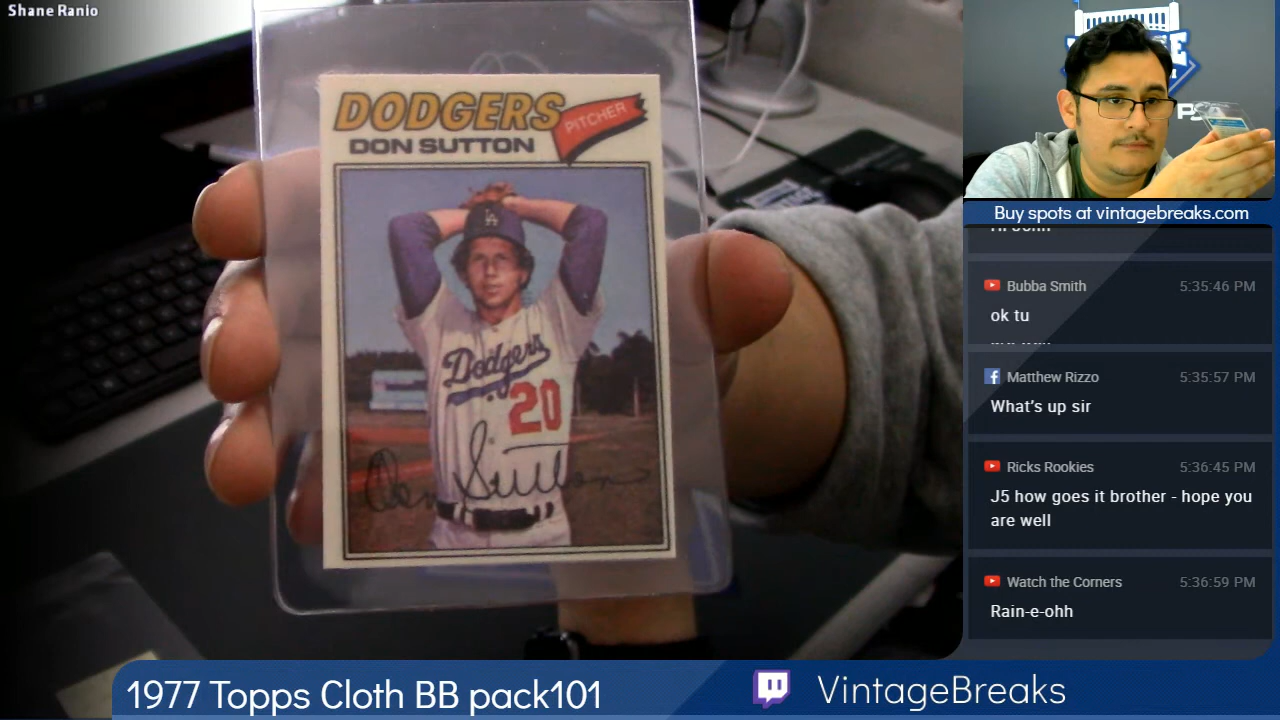 Shane Ranio
DODGERS
PITCHER
DON SUTTON
LA
Dodgers
20
Don Sutton
Buy spots at vintagebreaks.com
Bubba Smith 5:35:46 PM
ok tu
Matthew Rizzo 5:35:57 PM
What's up sir
Ricks Rookies 5:36:45 PM
J5 how goes it brother - hope you
are well
Watch the Corners 5:36:59 PM
Rain-e-ohh
1977 Topps Cloth BB pack101
VintageBreaks